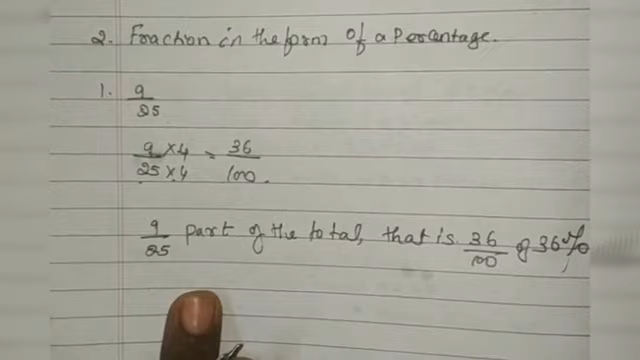 2. Fraction in the form of a Percentage.
1. 9/25
9×4/25×4 = 36/100.
9/25 part of the total, that is 36/100 of 36%